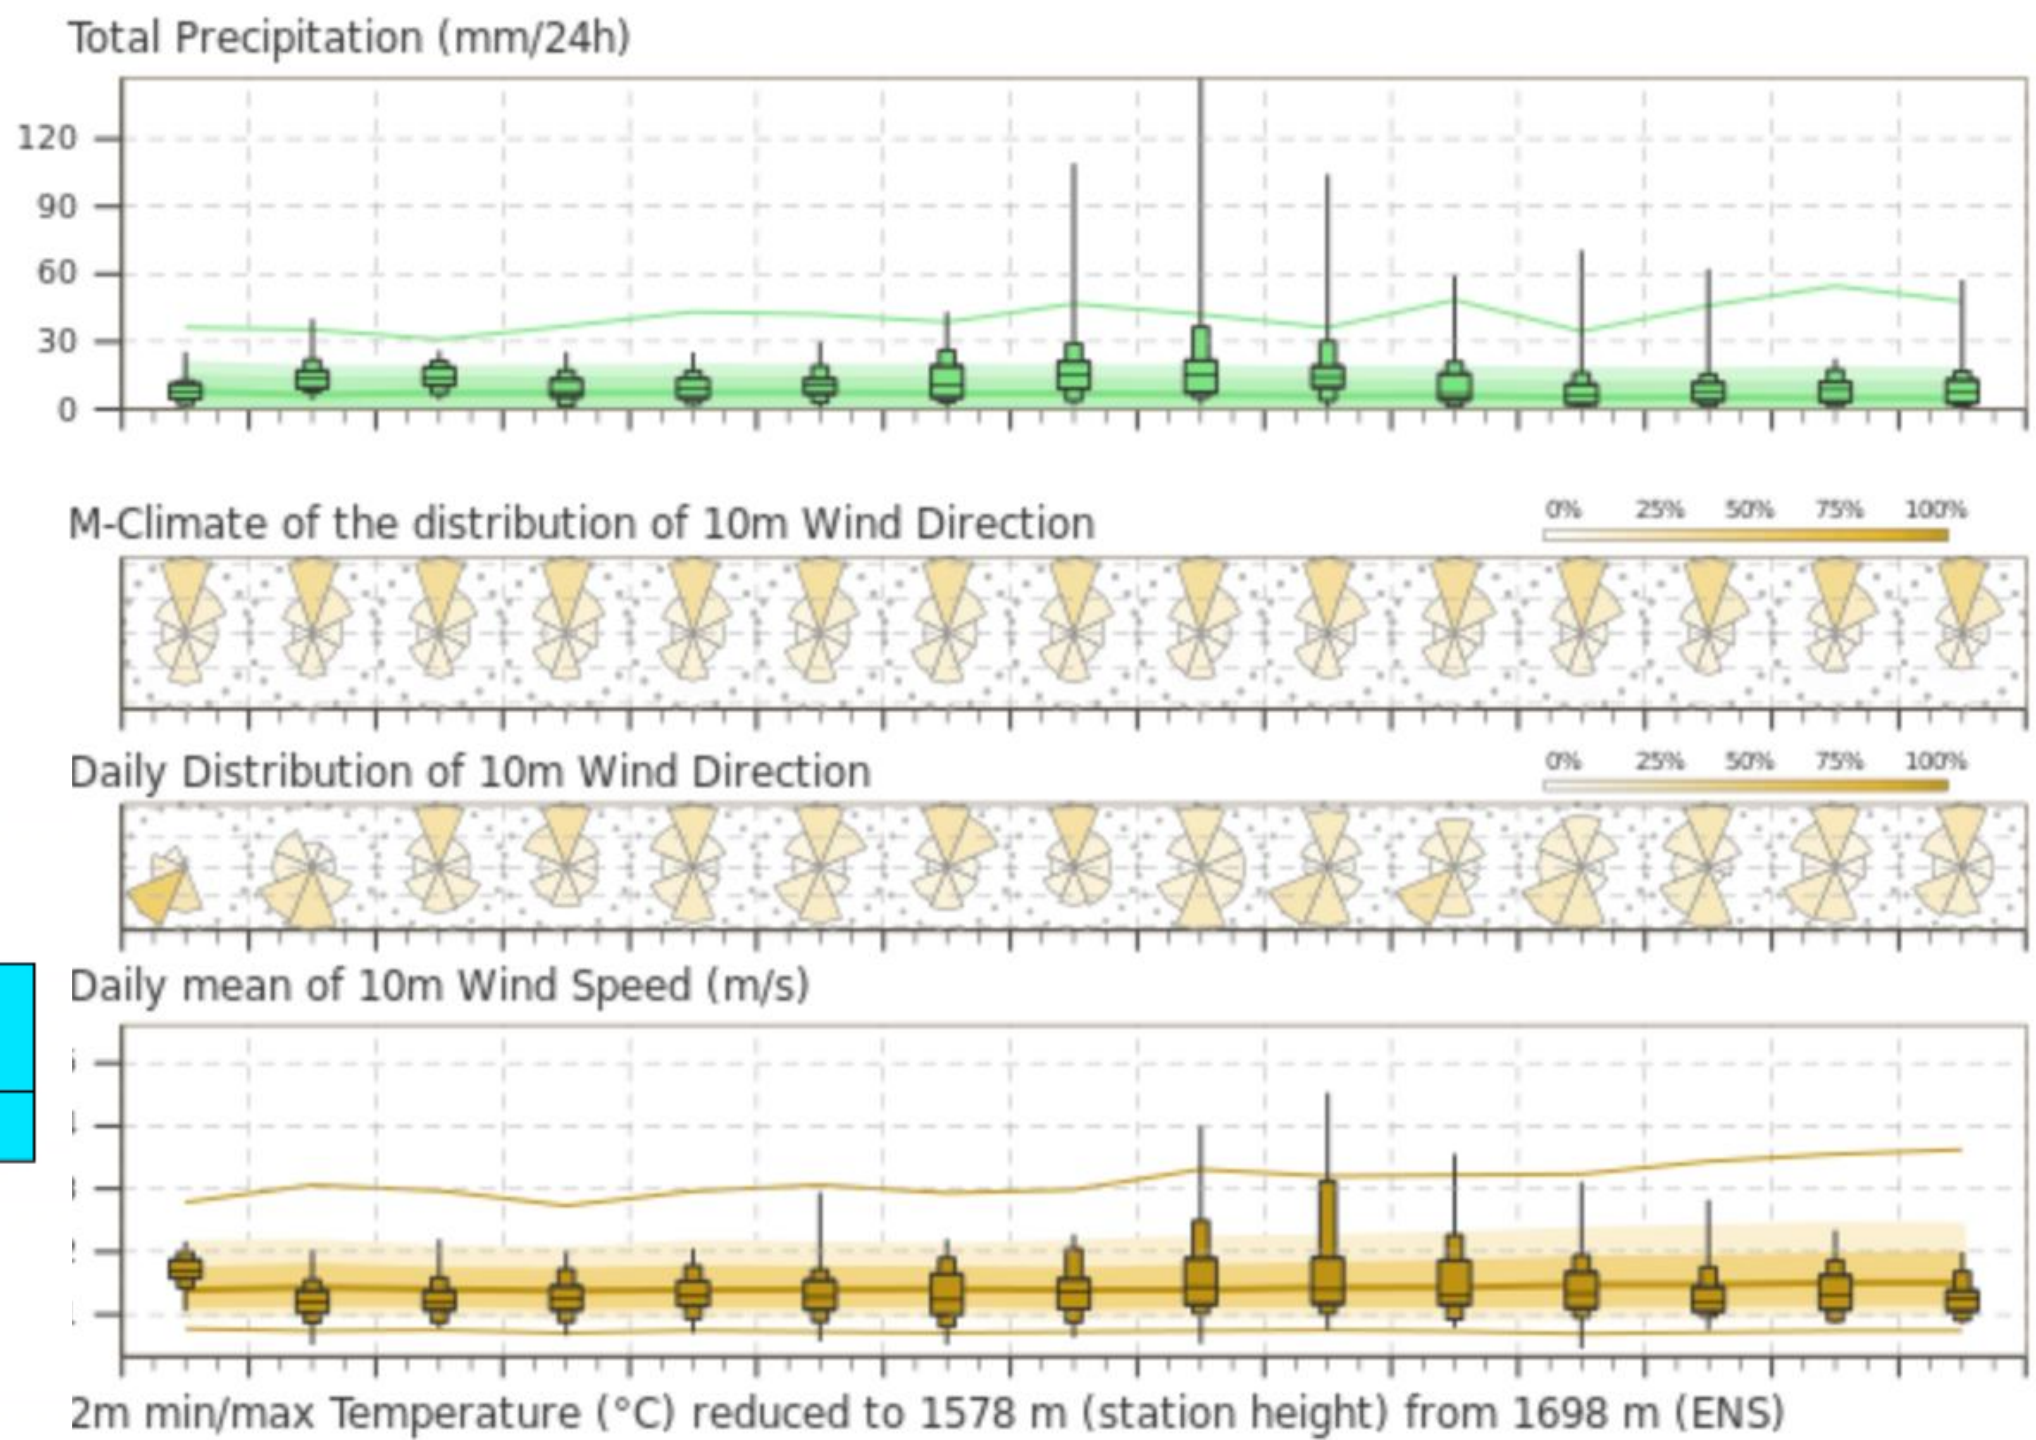 Total Precipitation (mm/24h)
120
90
60
30
0
M-Climate of the distribution of 10m Wind Direction
0% 25% 50% 75% 100%
Daily Distribution of 10m Wind Direction
0% 25% 50% 75% 100%
Daily mean of 10m Wind Speed (m/s)
2m min/max Temperature (°C) reduced to 1578 m (station height) from 1698 m (ENS)